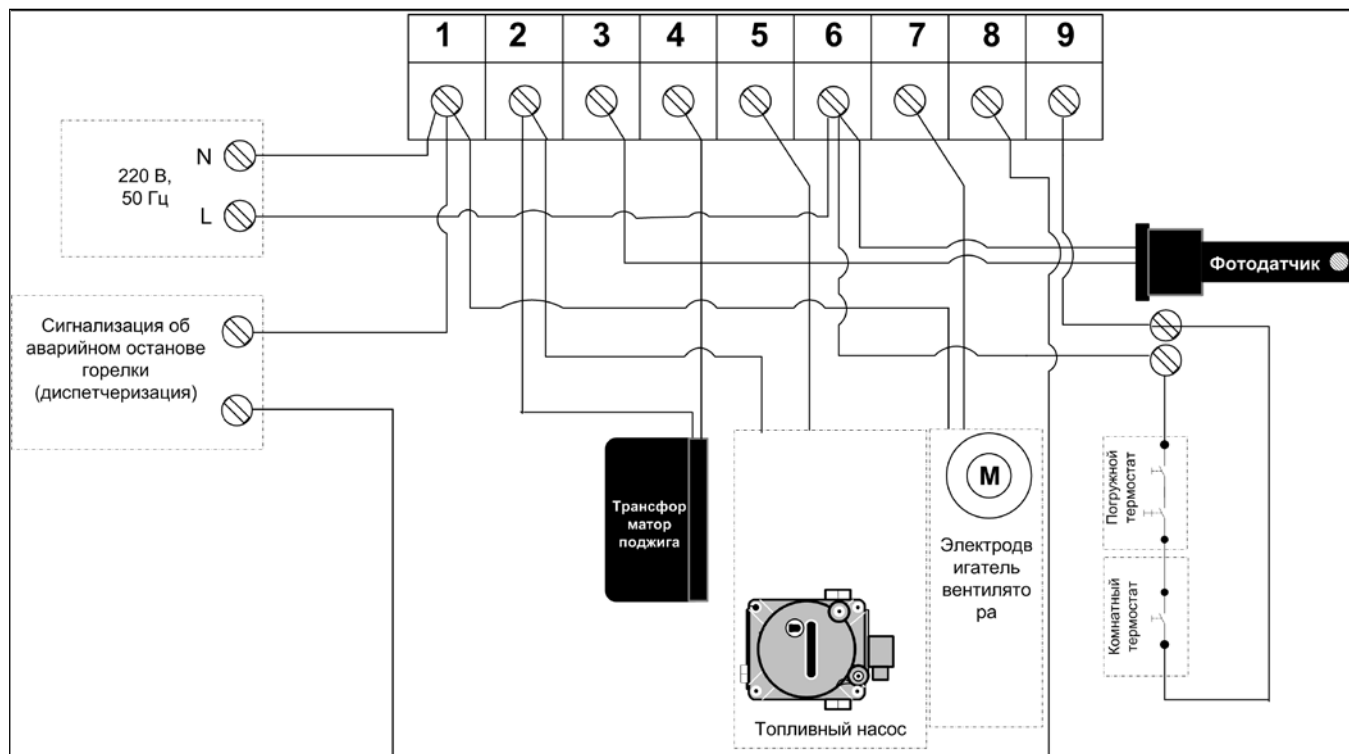 1 2 3 4 5 6 7 8 9
N
220 В,
50 Гц
L
Фотодатчик
Сигнализация об
аварийном останове
горелки
(диспетчеризация)
Трансфор
матор
поджига
M
Электродв
игатель
вентилято
ра
Погружной
термостат
Комнатный
термостат
Топливный насос